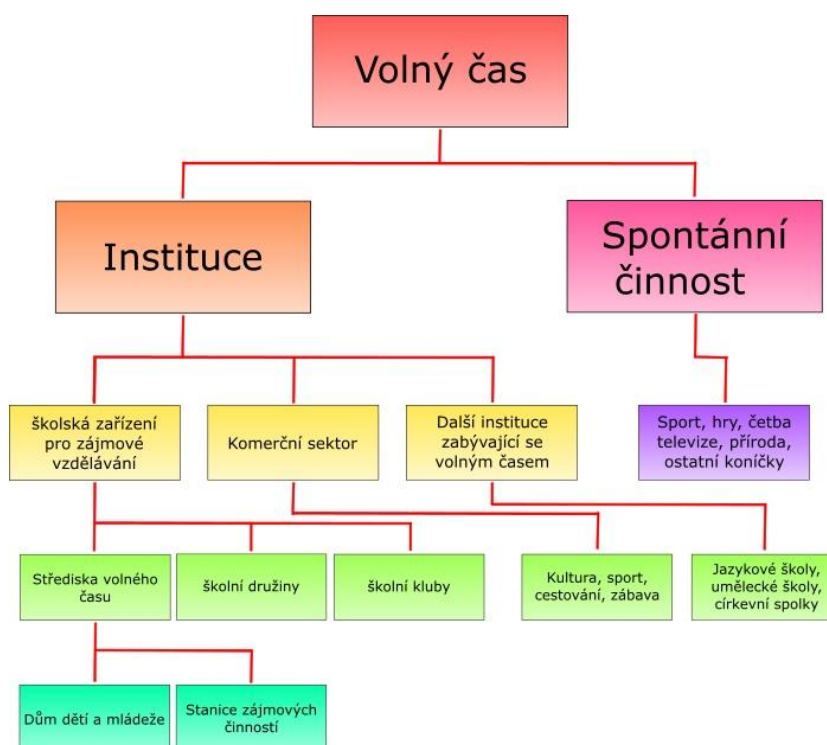 Volný čas
Instituce
Spontánní
činnost
školská zařízení
pro zájmové
vzdělávání
Komerční sektor
Další instituce
zabývající se
volným časem
Sport, hry, četba
televize, příroda,
ostatní koníčky
Střediska volného
času
školní družiny
školní kluby
Kultura, sport,
cestování, zábava
Jazykové školy,
umělecké školy,
církevní spolky
Dům dětí a mládeže
Stanice zájmových
činností